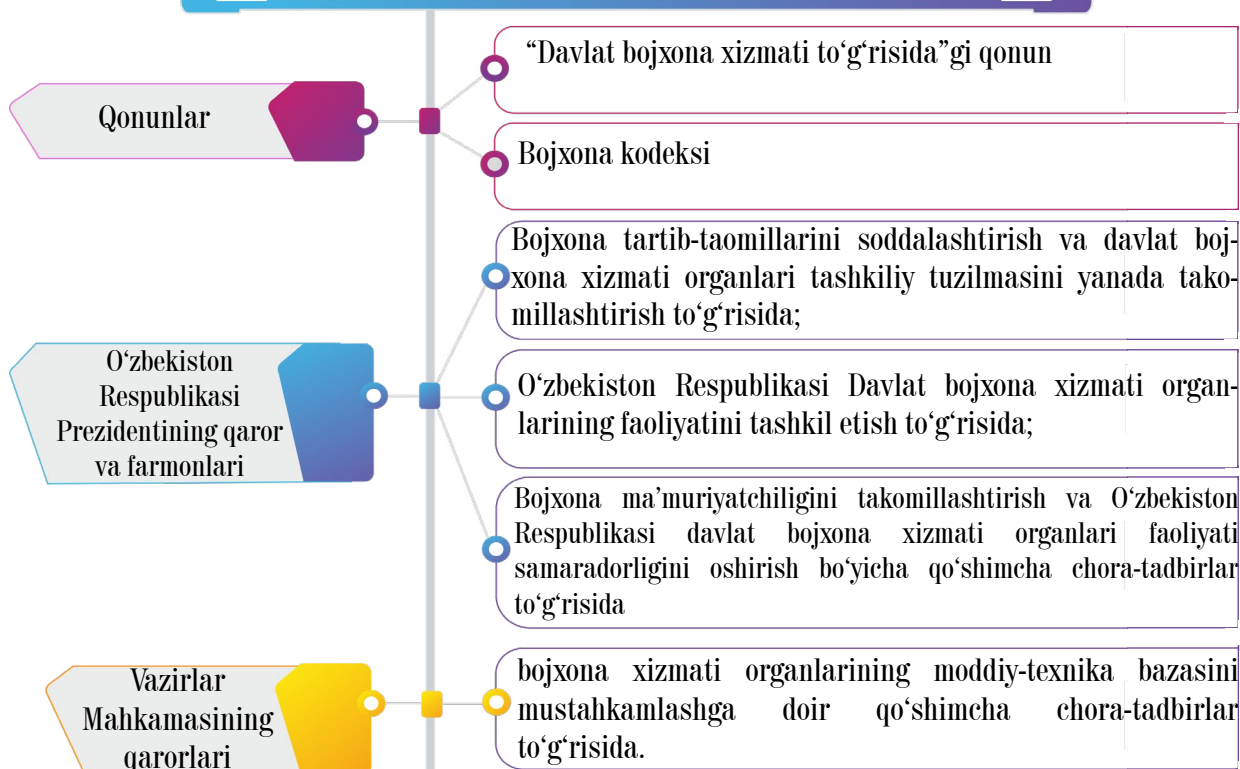 Qonunlar
“Davlat bojxona xizmati to‘g‘risida”gi qonun
Bojxona kodeksi
O‘zbekiston
Respublikasi
Prezidentining qaror
va farmonlari
Bojxona tartib-taomillarini soddalashtirish va davlat boj-
xona xizmati organlari tashkiliy tuzilmasini yanada tako-
millashtirish to‘g‘risida;
O‘zbekiston Respublikasi Davlat bojxona xizmati organ-
larining faoliyatini tashkil etish to‘g‘risida;
Bojxona ma’muriyatchiligini takomillashtirish va O‘zbekiston
Respublikasi davlat bojxona xizmati organlari faoliyati
samaradorligini oshirish bo‘yicha qo‘shimcha chora-tadbirlar
to‘g‘risida
Vazirlar
Mahkamasining
qarorlari
bojxona xizmati organlarining moddiy-texnika bazasini
mustahkamlashga doir qo‘shimcha chora-tadbirlar
to‘g‘risida.